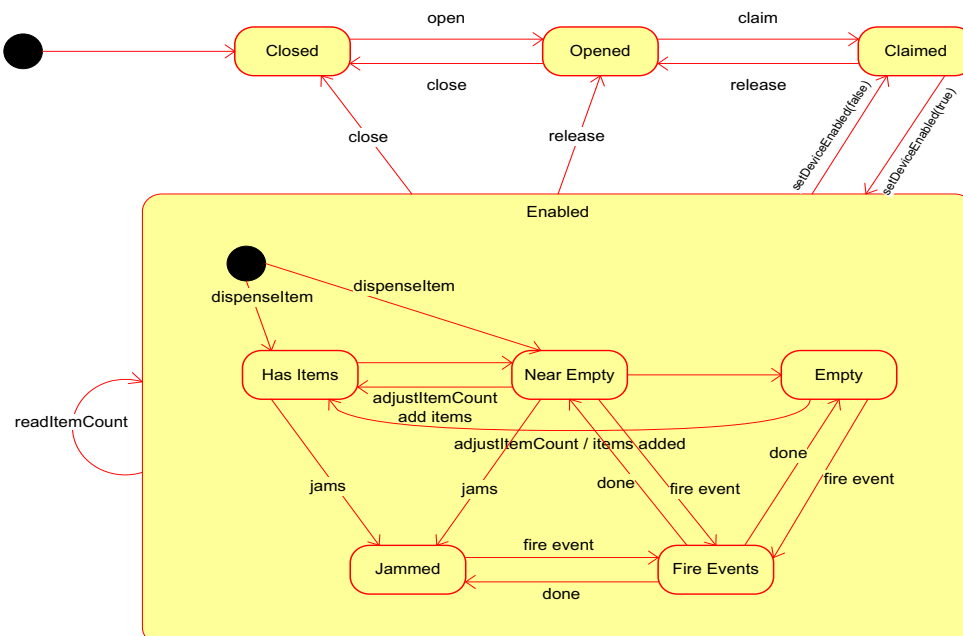 open
claim
Closed
Opened
Claimed
close
release
close
release
setDeviceEnabled(false)
setDeviceEnabled(true)
Enabled
dispenseItem
dispenseItem
Has Items
Near Empty
Empty
adjustItemCount
add items
readItemCount
adjustItemCount / items added
done
jams
jams
done
fire event
fire event
fire event
Jammed
Fire Events
done